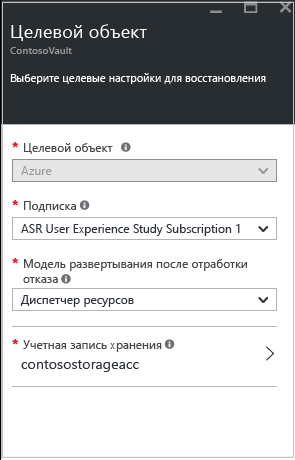 Целевой объект
ContosoVault
Выберите целевые настройки для восстановления
* Целевой объект
Azure
* Подписка
ASR User Experience Study Subscription 1
* Модель развертывания после отработки
отказа
Диспетчер ресурсов
* Учетная запись хранения
contosostorageacc